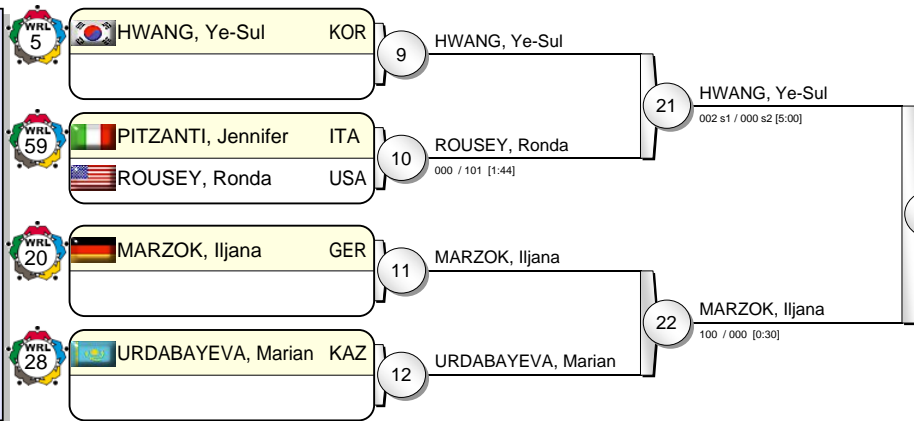 WRL
5
HWANG, Ye-Sul KOR
9
HWANG, Ye-Sul
21
HWANG, Ye-Sul
002 s1 / 000 s2 [5:00]
WRL
59
PITZANTI, Jennifer ITA
ROUSEY, Ronda USA
10
ROUSEY, Ronda
000 / 101 [1:44]
WRL
20
MARZOK, Iljana GER
11
MARZOK, Iljana
22
MARZOK, Iljana
100 / 000 [0:30]
WRL
28
URDABAYEVA, Marian KAZ
12
URDABAYEVA, Marian